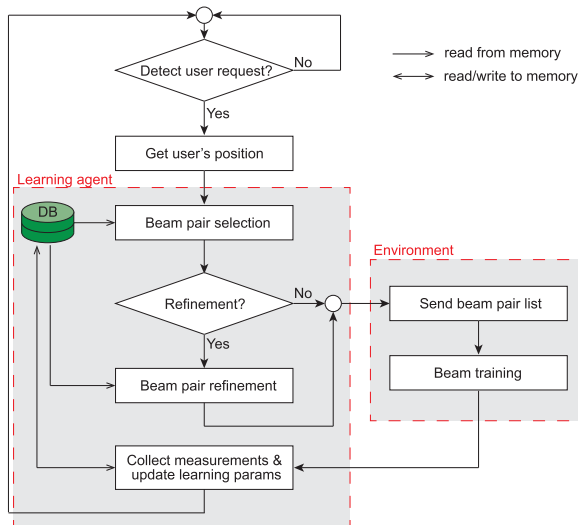 No
Detect user request?
read from memory
read/write to memory
Yes
Get user's position
Learning agent
DB
Beam pair selection
Environment
No
Refinement?
Send beam pair list
Yes
Beam pair refinement
Beam training
Collect measurements &
update learning params